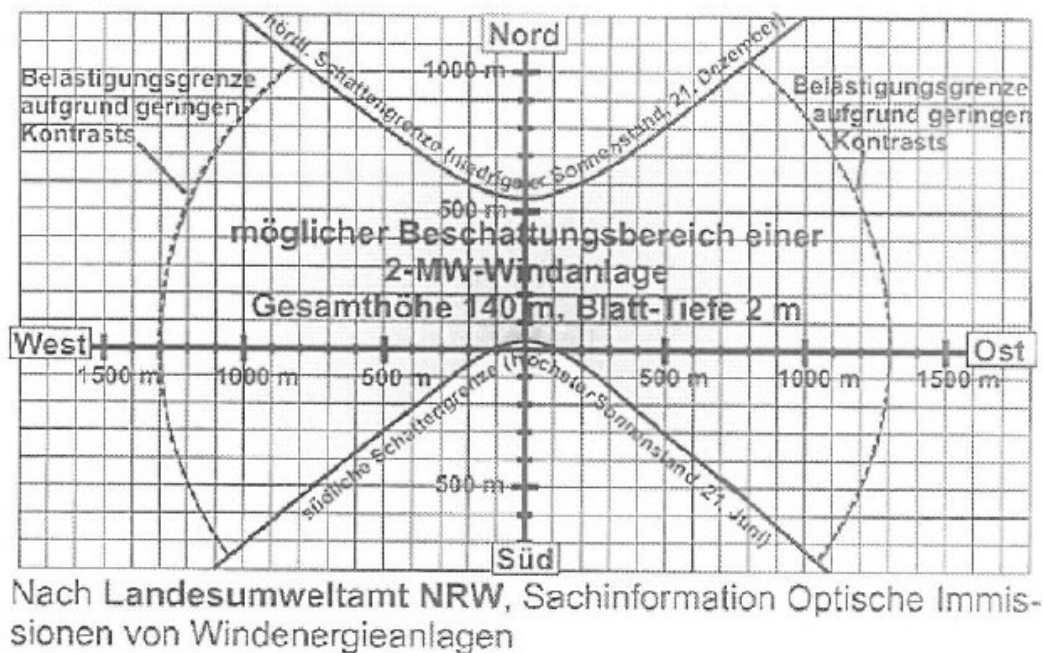 Nord
nördl. Schattengrenze (niedrigster Sonnenstand, 21. Dezember)
1000 m
Belästigungsgrenze
aufgrund geringen
Kontrasts
Belästigungsgrenze
aufgrund geringen
Kontrasts
500 m
möglicher Beschattungsbereich einer
2-MW-Windanlage
Gesamthöhe 140 m, Blatt-Tiefe 2 m
West
Ost
1500 m
1000 m
500 m
500 m
1000 m
1500 m
südliche Schattengrenze (höchster Sonnenstand, 21. Juni)
500 m
Süd
Nach Landesumweltamt NRW, Sachinformation Optische Immis-
sionen von Windenergieanlagen